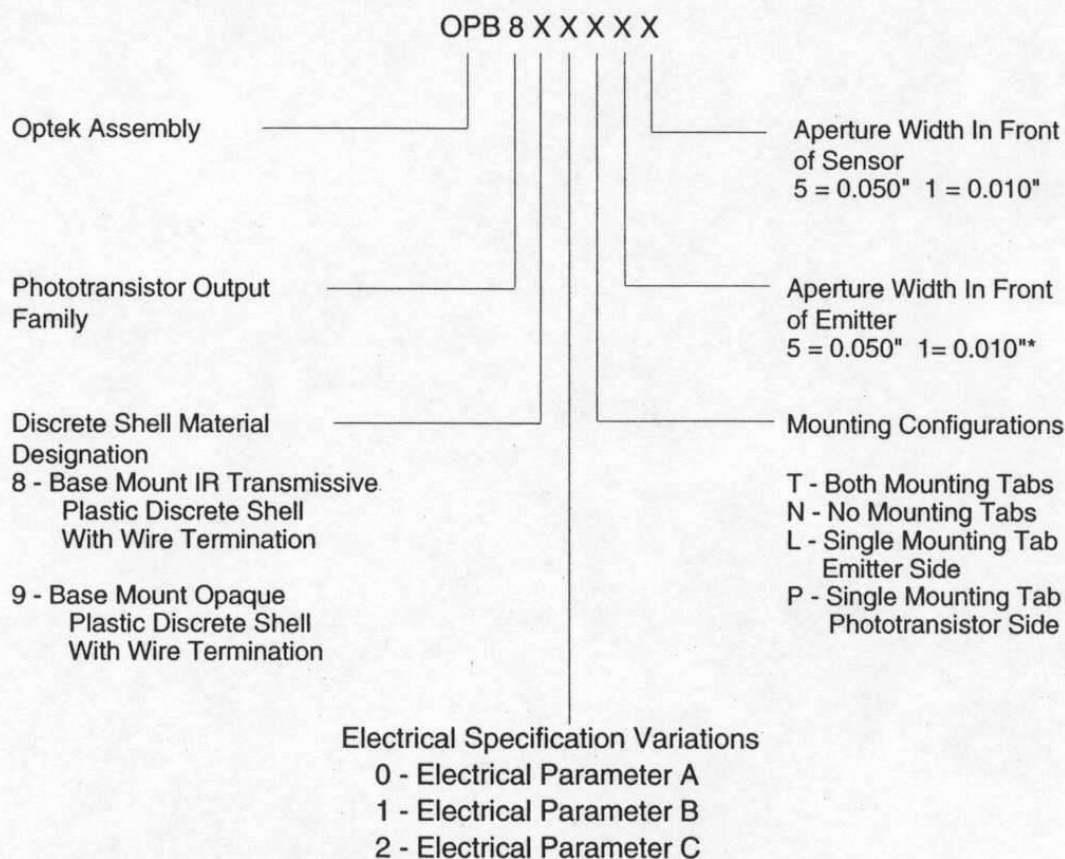 OPB 8 X X X X X
Optek Assembly
Phototransistor Output
Family
Discrete Shell Material
Designation
8 - Base Mount IR Transmissive
Plastic Discrete Shell
With Wire Termination
9 - Base Mount Opaque
Plastic Discrete Shell
With Wire Termination
Aperture Width In Front
of Sensor
5 = 0.050" 1 = 0.010"
Aperture Width In Front
of Emitter
5 = 0.050" 1= 0.010"*
Mounting Configurations
T - Both Mounting Tabs
N - No Mounting Tabs
L - Single Mounting Tab
Emitter Side
P - Single Mounting Tab
Phototransistor Side
Electrical Specification Variations
0 - Electrical Parameter A
1 - Electrical Parameter B
2 - Electrical Parameter C